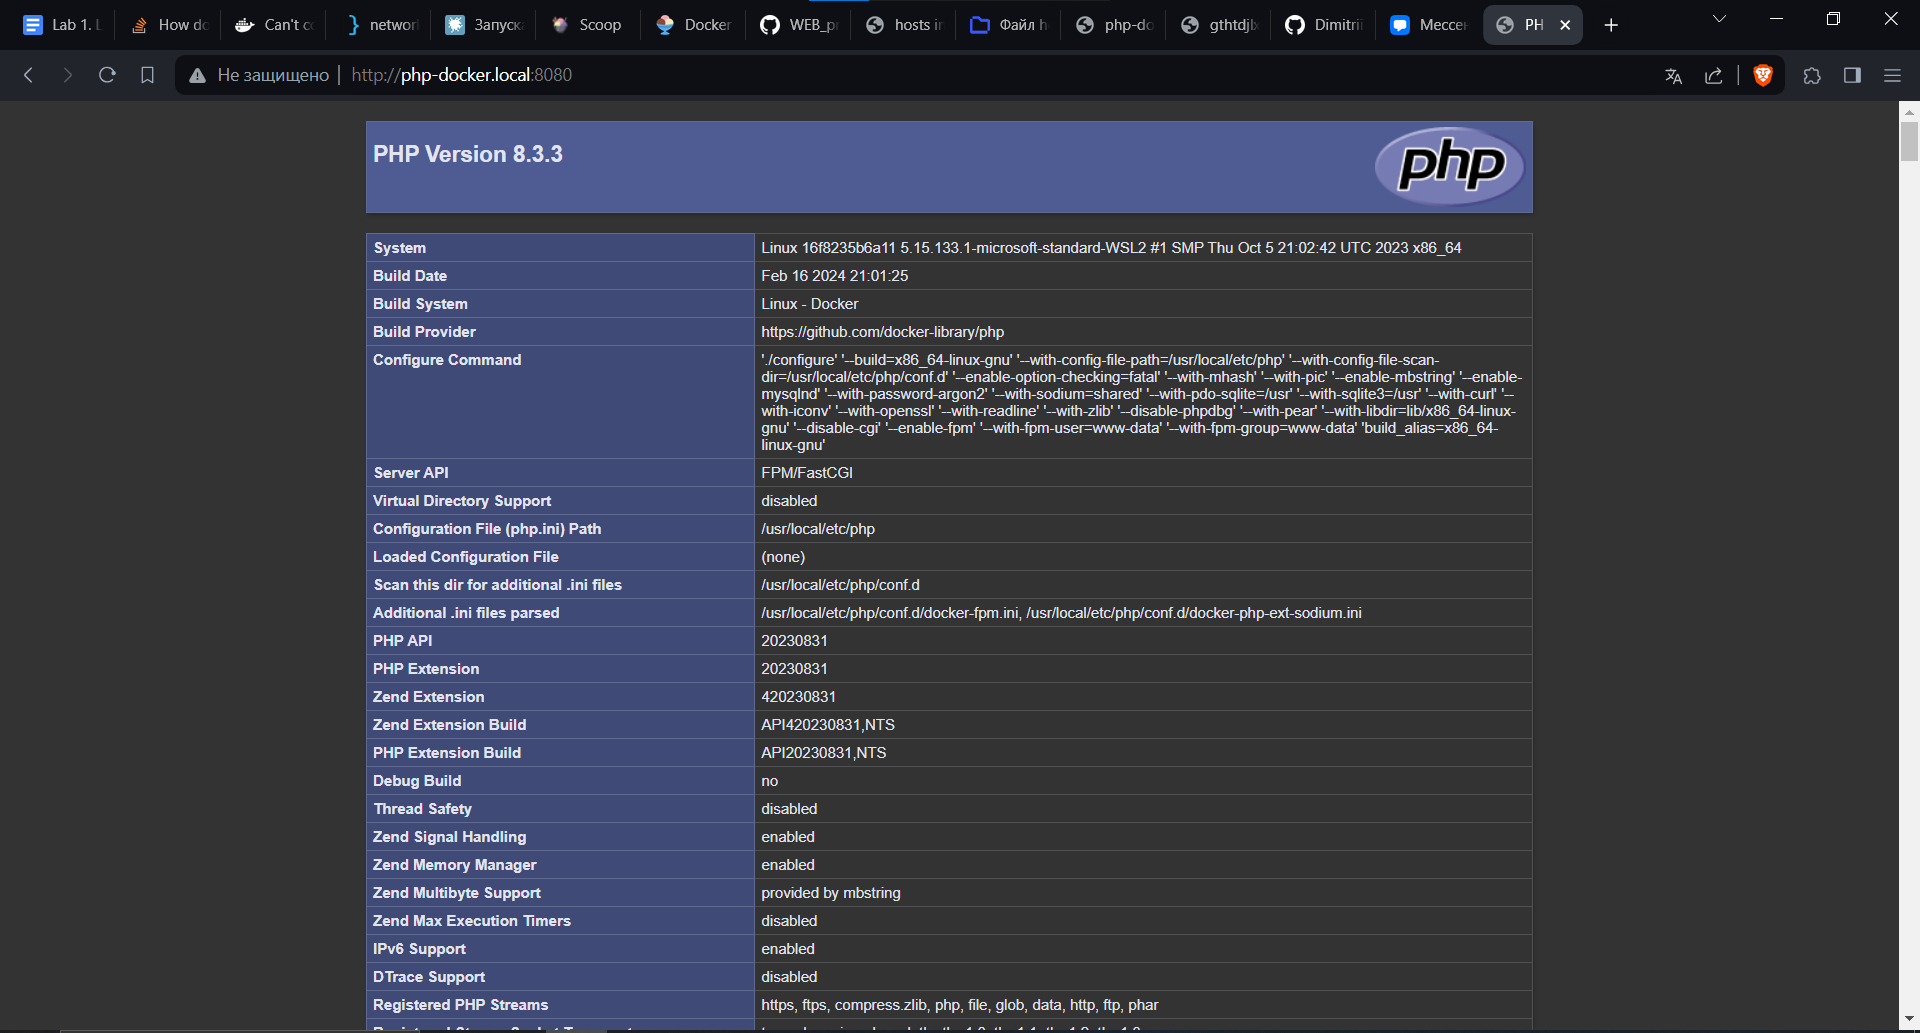 Lab 1. L
How do
Can't c
networ
Запуск
Scoop
Docker
WEB_p
hosts i
Файл h
php-do
gthtdjl
Dimitrii
Мессе
PH
Не защищено
http://php-docker.local:8080
PHP Version 8.3.3
php
System Linux 16f8235b6a11 5.15.133.1-microsoft-standard-WSL2 #1 SMP Thu Oct 5 21:02:42 UTC 2023 x86_64
Build Date Feb 16 2024 21:01:25
Build System Linux - Docker
Build Provider https://github.com/docker-library/php
Configure Command './configure' '--build=x86_64-linux-gnu' '--with-config-file-path=/usr/local/etc/php' '--with-config-file-scan-
dir=/usr/local/etc/php/conf.d' '--enable-option-checking=fatal' '--with-mhash' '--with-pic' '--enable-mbstring' '--enable-
mysqlnd' '--with-password-argon2' '--with-sodium=shared' '--with-pdo-sqlite=/usr' '--with-sqlite3=/usr' '--with-curl' '--
with-iconv' '--with-openssl' '--with-readline' '--with-zlib' '--disable-phpdbg' '--with-pear' '--with-libdir=lib/x86_64-linux-
gnu' '--disable-cgi' '--enable-fpm' '--with-fpm-user=www-data' '--with-fpm-group=www-data' 'build_alias=x86_64-
linux-gnu'
Server API FPM/FastCGI
Virtual Directory Support disabled
Configuration File (php.ini) Path /usr/local/etc/php
Loaded Configuration File (none)
Scan this dir for additional .ini files /usr/local/etc/php/conf.d
Additional .ini files parsed /usr/local/etc/php/conf.d/docker-fpm.ini, /usr/local/etc/php/conf.d/docker-php-ext-sodium.ini
PHP API 20230831
PHP Extension 20230831
Zend Extension 420230831
Zend Extension Build API420230831,NTS
PHP Extension Build API20230831,NTS
Debug Build no
Thread Safety disabled
Zend Signal Handling enabled
Zend Memory Manager enabled
Zend Multibyte Support provided by mbstring
Zend Max Execution Timers disabled
IPv6 Support enabled
DTrace Support disabled
Registered PHP Streams https, ftps, compress.zlib, php, file, glob, data, http, ftp, phar